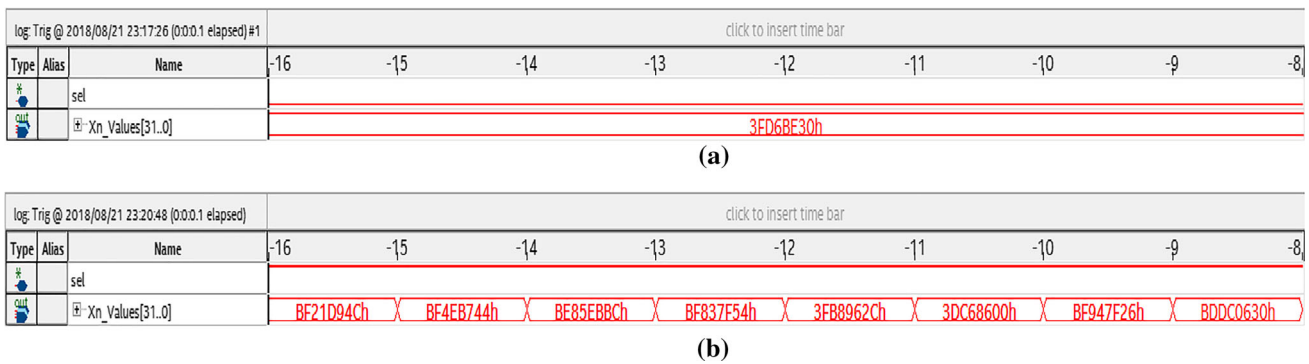 log: Trig @ 2018/08/21 23:17:26 (0:0:0.1 elapsed) #1 click to insert time bar
Type Alias Name -16 -15 -14 -13 -12 -11 -10 -9 -8
sel
out Xn_Values[31..0] 3FD6BE30h
(a)
log: Trig @ 2018/08/21 23:20:48 (0:0:0.1 elapsed) click to insert time bar
Type Alias Name -16 -15 -14 -13 -12 -11 -10 -9 -8
sel
out Xn_Values[31..0] BF21D94Ch BF4EB744h BE85EBBCh BF837F54h 3FB8962Ch 3DC68600h BF947F26h BDDC0630h
(b)